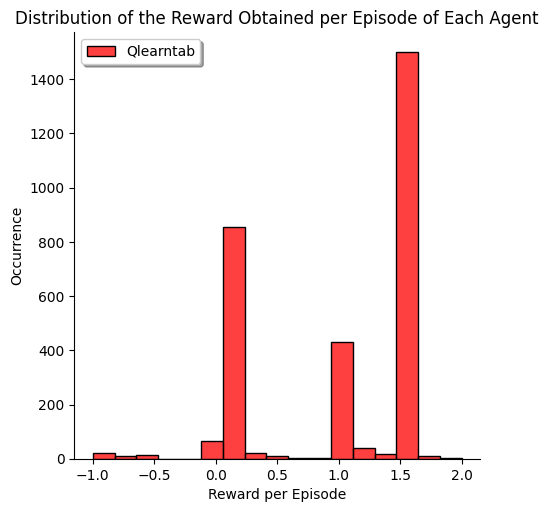 Distribution of the Reward Obtained per Episode of Each Agent
Qlearntab
1400
1200
1000
800
600
400
200
0
Occurrence
−1.0 −0.5 0.0 0.5 1.0 1.5 2.0
Reward per Episode